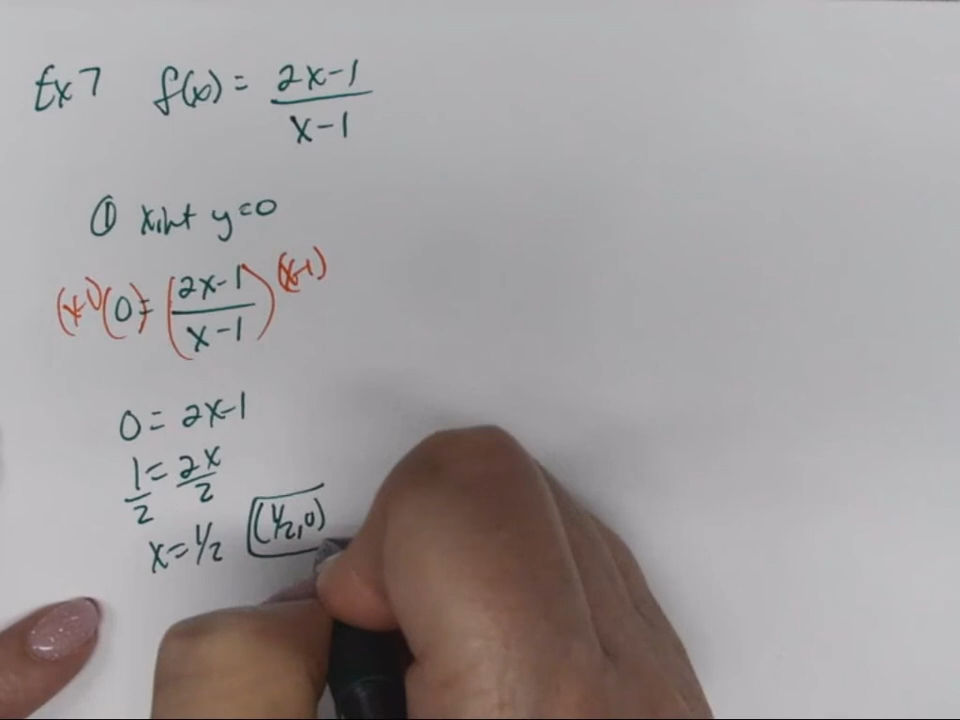 Ex 7 f(x) = 2x-1 / x-1
① x int y=0
(x-1)(0) = (2x-1 / x-1)(x-1)
0 = 2x-1
1/2 = 2x/2
x = 1/2 (1/2, 0)